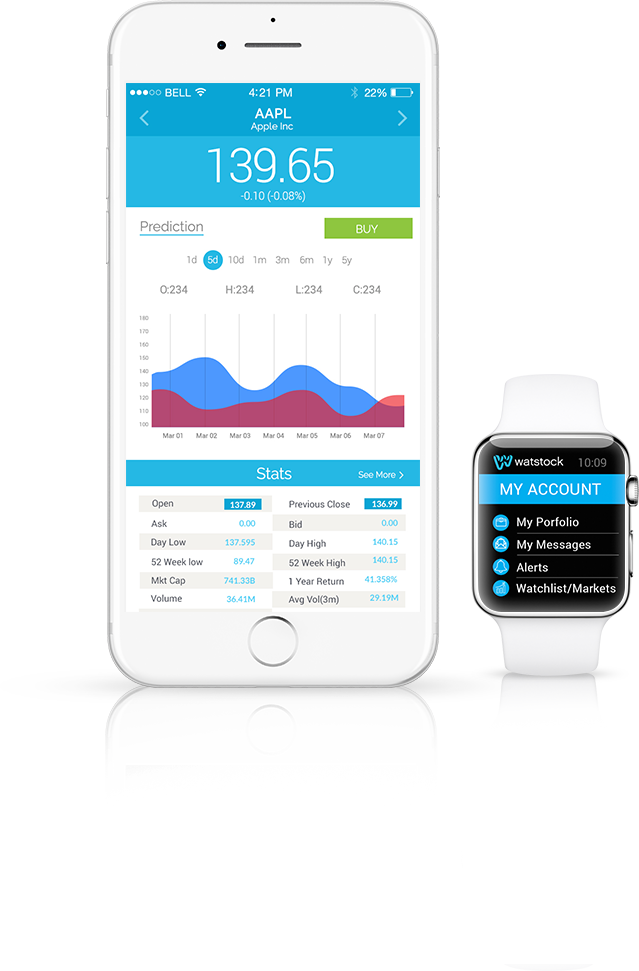 BELL 4:21 PM 22%
AAPL
Apple Inc
139.65
-0.10 (-0.08%)
Prediction BUY
1d 5d 10d 1m 3m 6m 1y 5y
O:234 H:234 L:234 C:234
180
170
160
150
140
130
120
110
100
Mar 01 Mar 02 Mar 03 Mar 04 Mar 05 Mar 06 Mar 07
Stats See More >
Open 137.89 Previous Close 136.99
Ask 0.00 Bid 0.00
Day Low 137.595 Day High 140.15
52 Week low 89.47 52 Week High 140.15
Mkt Cap 741.33B 1 Year Return 41.358%
Volume 36.41M Avg Vol(3m) 29.19M
watstock 10:09
MY ACCOUNT
My Porfolio
My Messages
Alerts
Watchlist/Markets